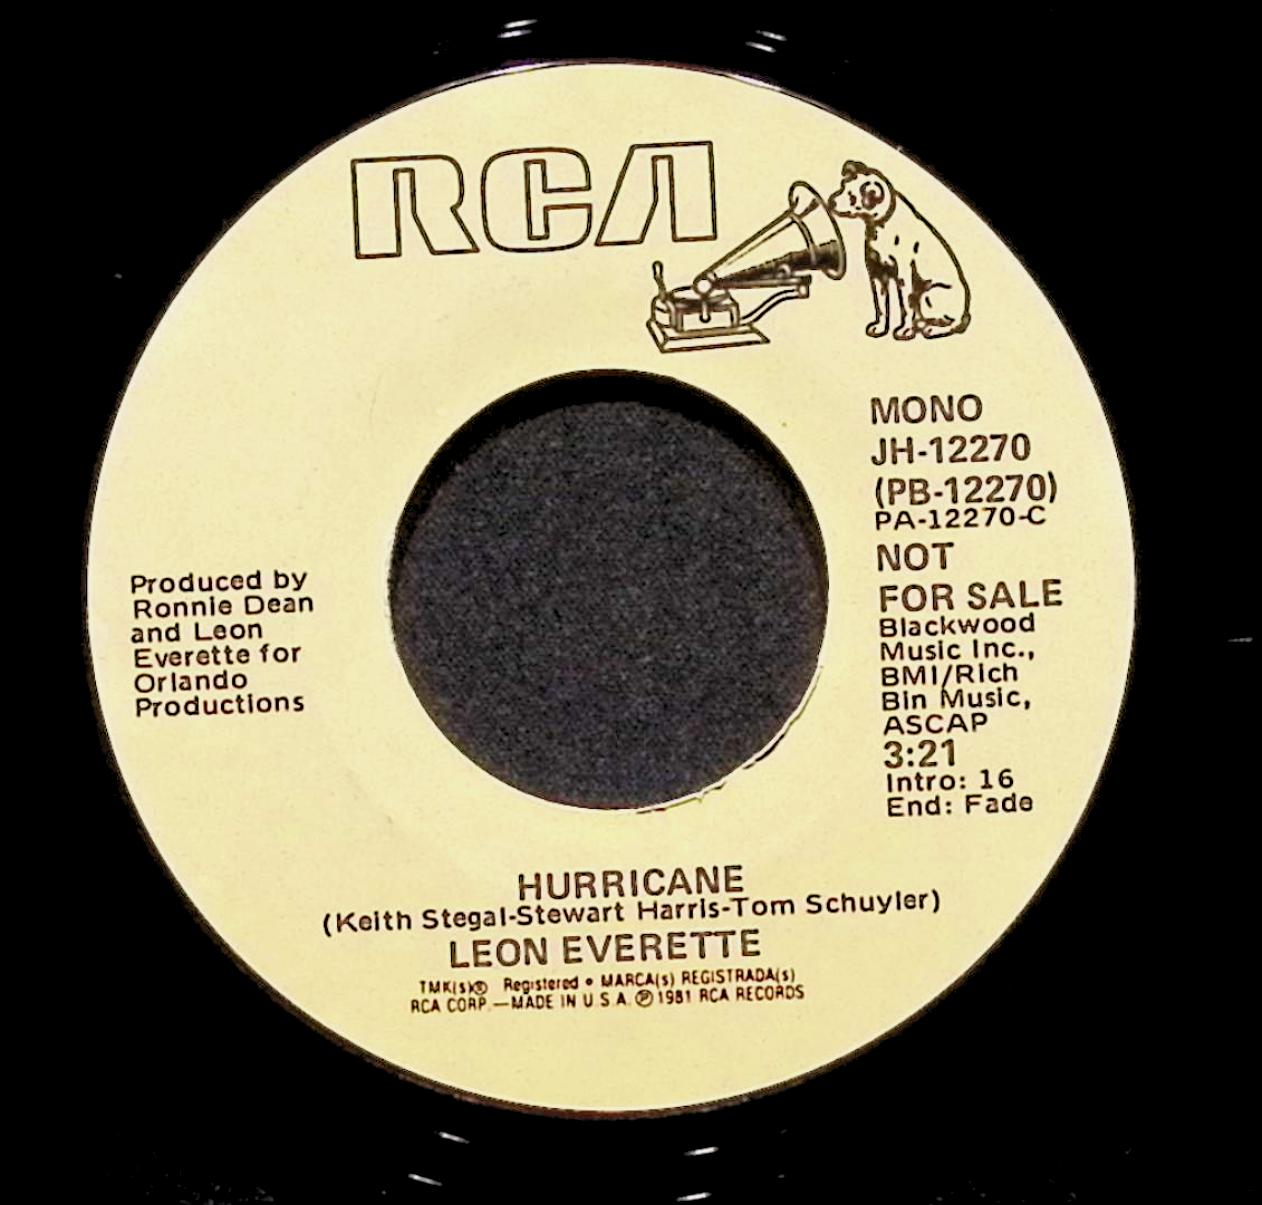 RCA
MONO
JH-12270
(PB-12270)
PA-12270-C
NOT
FOR SALE
Blackwood
Music Inc.,
BMI/Rich
Bin Music,
ASCAP
3:21
Intro: 16
End: Fade
Produced by
Ronnie Dean
and Leon
Everette for
Orlando
Productions
HURRICANE
(Keith Stegal-Stewart Harris-Tom Schuyler)
LEON EVERETTE
TMK(s)® Registered • MARCA(s) REGISTRADA(s)
RCA CORP.—MADE IN U.S.A. ℗ 1981 RCA RECORDS